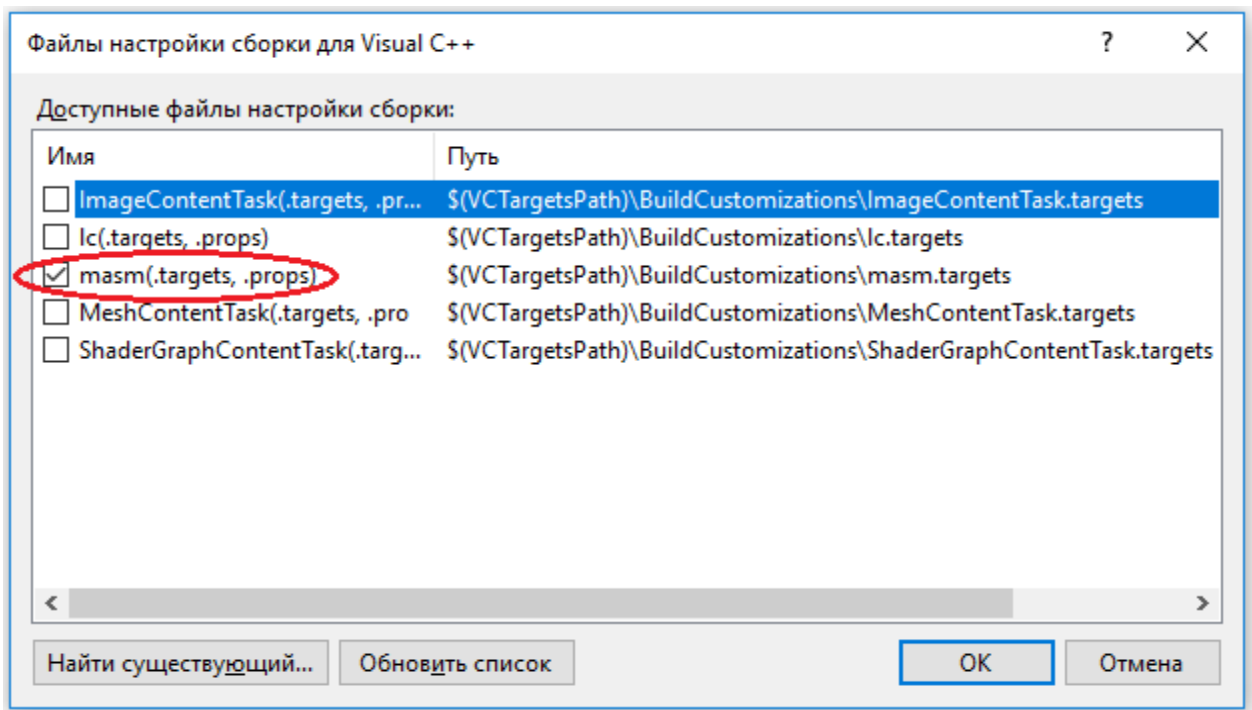 Файлы настройки сборки для Visual C++ ?
Доступные файлы настройки сборки:
Имя Путь
ImageContentTask(.targets, .pr... $(VCTargetsPath)\BuildCustomizations\ImageContentTask.targets
lc(.targets, .props) $(VCTargetsPath)\BuildCustomizations\lc.targets
masm(.targets, .props) $(VCTargetsPath)\BuildCustomizations\masm.targets
MeshContentTask(.targets, .pro $(VCTargetsPath)\BuildCustomizations\MeshContentTask.targets
ShaderGraphContentTask(.targ... $(VCTargetsPath)\BuildCustomizations\ShaderGraphContentTask.targets
Найти существующий... Обновить список OK Отмена